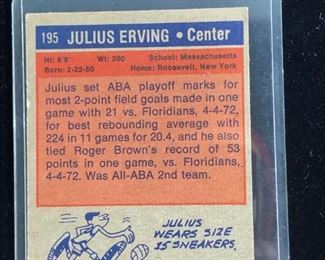 195 JULIUS ERVING • Center
Ht: 6'6" Wt: 200 School: Massachusetts
Born: 2-22-50 Home: Roosevelt, New York
Julius set ABA playoff marks for
most 2-point field goals made in one
game with 21 vs. Floridians, 4-4-72,
for best rebounding average with
224 in 11 games for 20.4, and he also
tied Roger Brown's record of 53
points in one game, vs. Floridians,
4-4-72. Was All-ABA 2nd team.
JULIUS
WEARS SIZE
15 SNEAKERS.